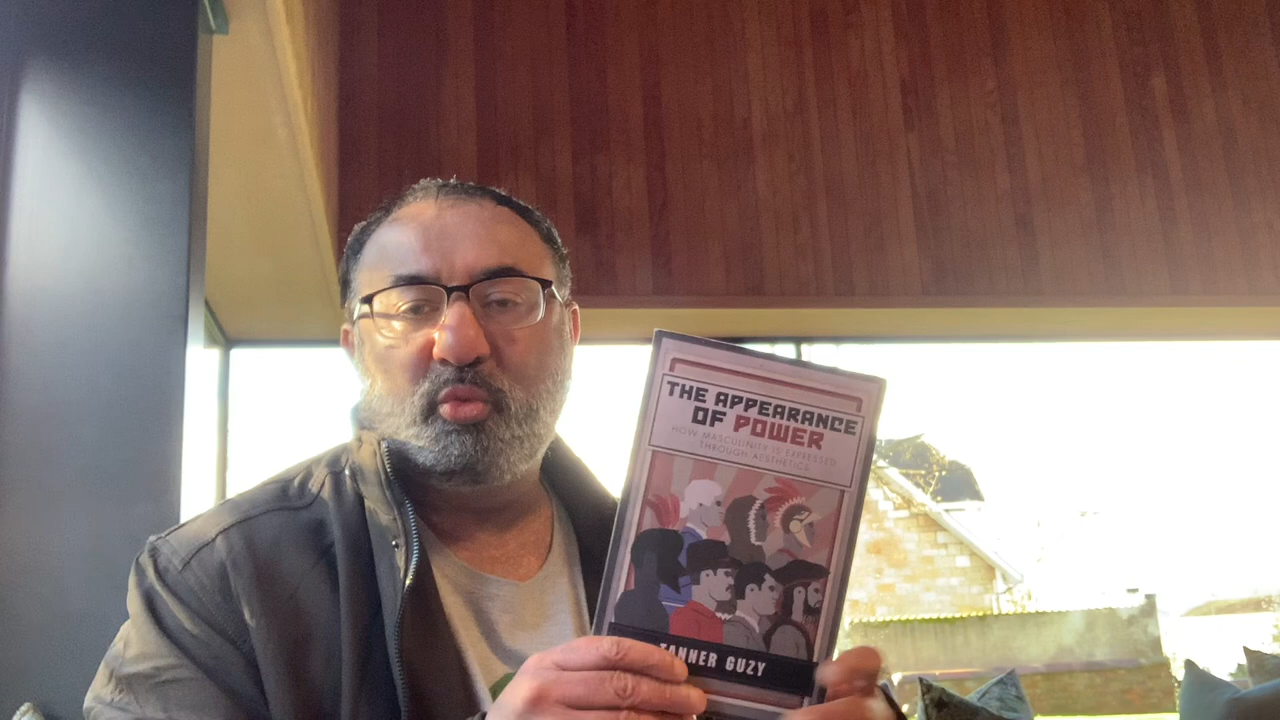 THE APPEARANCE
OF POWER
HOW MASCULINITY IS EXPRESSED
THROUGH AESTHETICS
TANNER GUZY